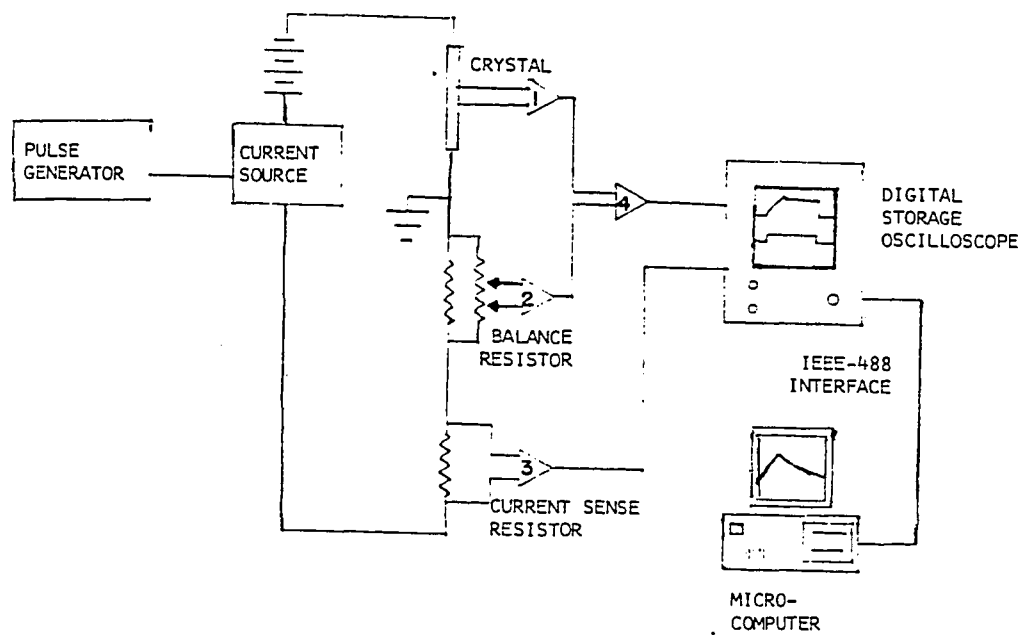 CRYSTAL
1
PULSE
GENERATOR
CURRENT
SOURCE
4
DIGITAL
STORAGE
OSCILLOSCOPE
2
BALANCE
RESISTOR
IEEE-488
INTERFACE
3
CURRENT SENSE
RESISTOR
MICRO-
COMPUTER